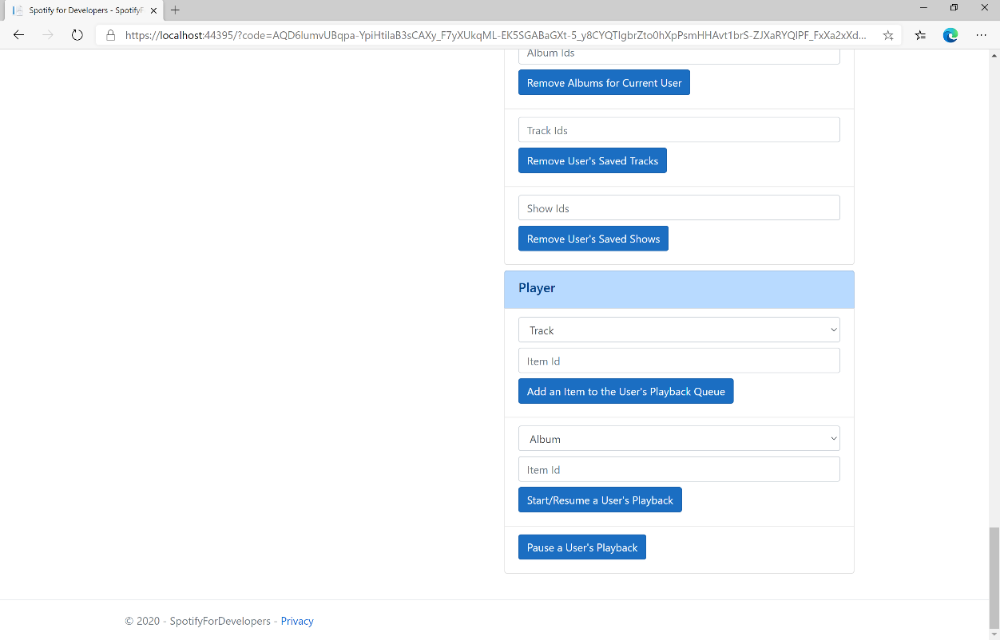 Spotify for Developers - SpotifyF
https://localhost:44395/?code=AQD6lumvUBqpa-YpiHtilaB3sCAXy_F7yXUkqML-EK5SGABaGXt-5_y8CYQTlgbrZto0hXpPsmHHAvt1brS-ZJXaRYQlPF_FxXa2xXd...
Album Ids
Remove Albums for Current User
Track Ids
Remove User's Saved Tracks
Show Ids
Remove User's Saved Shows
Player
Track
Item Id
Add an Item to the User's Playback Queue
Album
Item Id
Start/Resume a User's Playback
Pause a User's Playback
© 2020 - SpotifyForDevelopers - Privacy